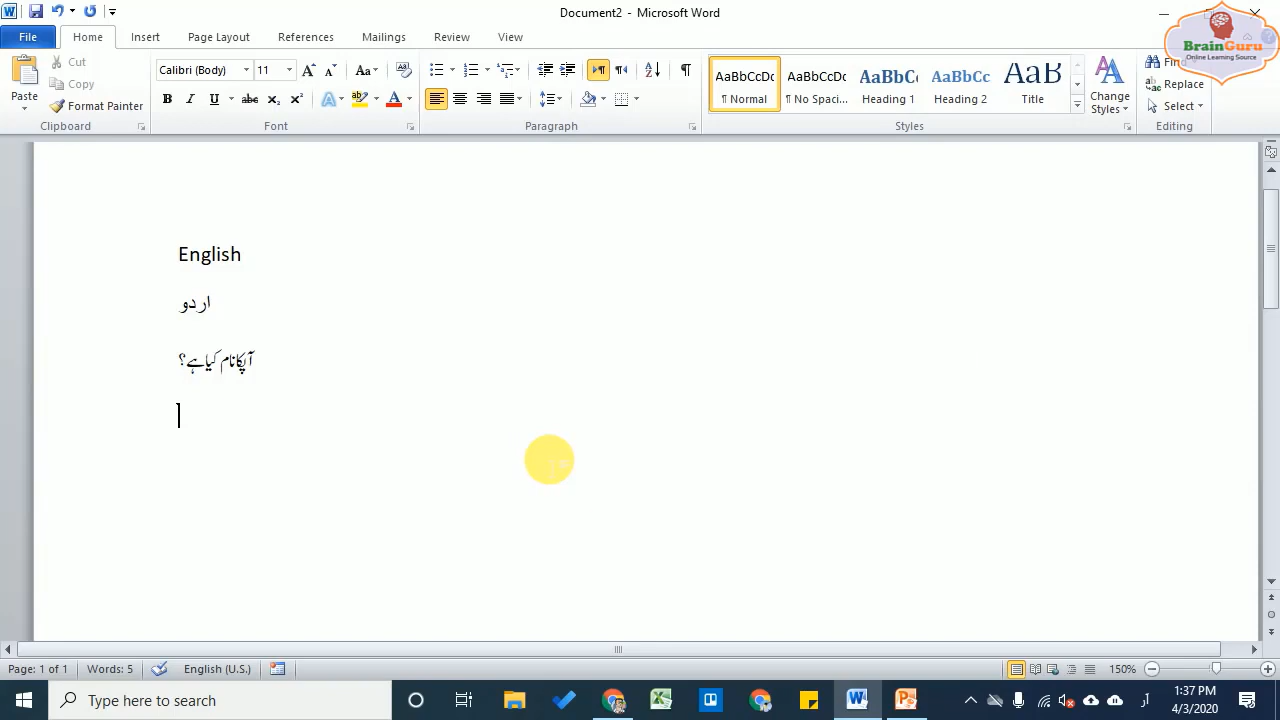 Document2 - Microsoft Word
BrainGuru
Online Learning Source
File Home Insert Page Layout References Mailings Review View
Paste
Cut
Copy
Format Painter
Clipboard
Calibri (Body) 11
Font
Paragraph
AaBbCcDc AaBbCcDc AaBbCc AaBbCc AaB
¶ Normal ¶ No Spaci... Heading 1 Heading 2 Title
Change Styles
Styles
Replace
Select
Editing
English
اردو
آپکا نام کیا ہے؟
Page: 1 of 1 Words: 5 English (U.S.) 150%
Type here to search
1:37 PM
4/3/2020